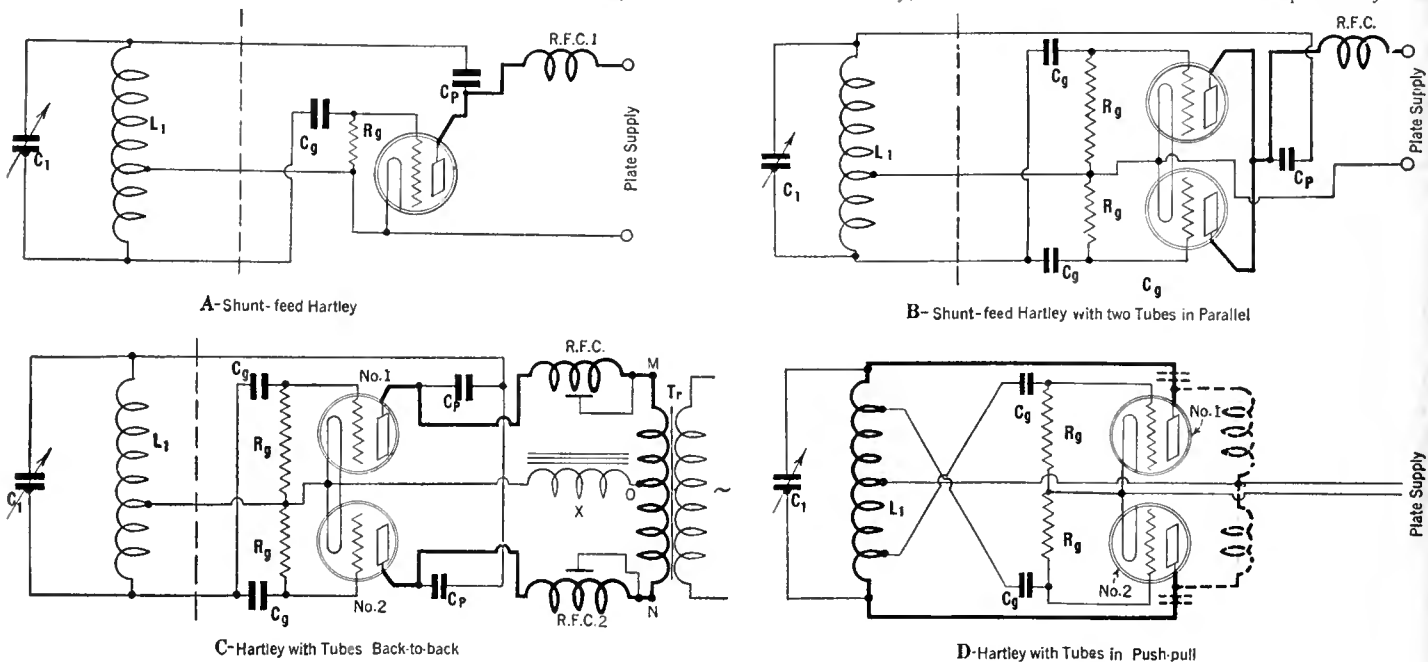 R.F.C.1
Cp
L1
Cg
Rg
C1
Plate Supply
A-Shunt-feed Hartley
R.F.C.
Cg
Rg
L1
C1
Cp
Plate Supply
Rg
Cg
Cg
B- Shunt-feed Hartley with two Tubes in Parallel
R.F.C.
M
Cg
No.1
Cp
Tr
L1
Rg
C1
O
X
~
Rg
Cg
No.2
Cp
R.F.C.2
N
C-Hartley with Tubes Back-to-back
Cg
Rg
No.1
C1
L1
Rg
Cg
No.2
Plate Supply
D-Hartley with Tubes in Push-pull